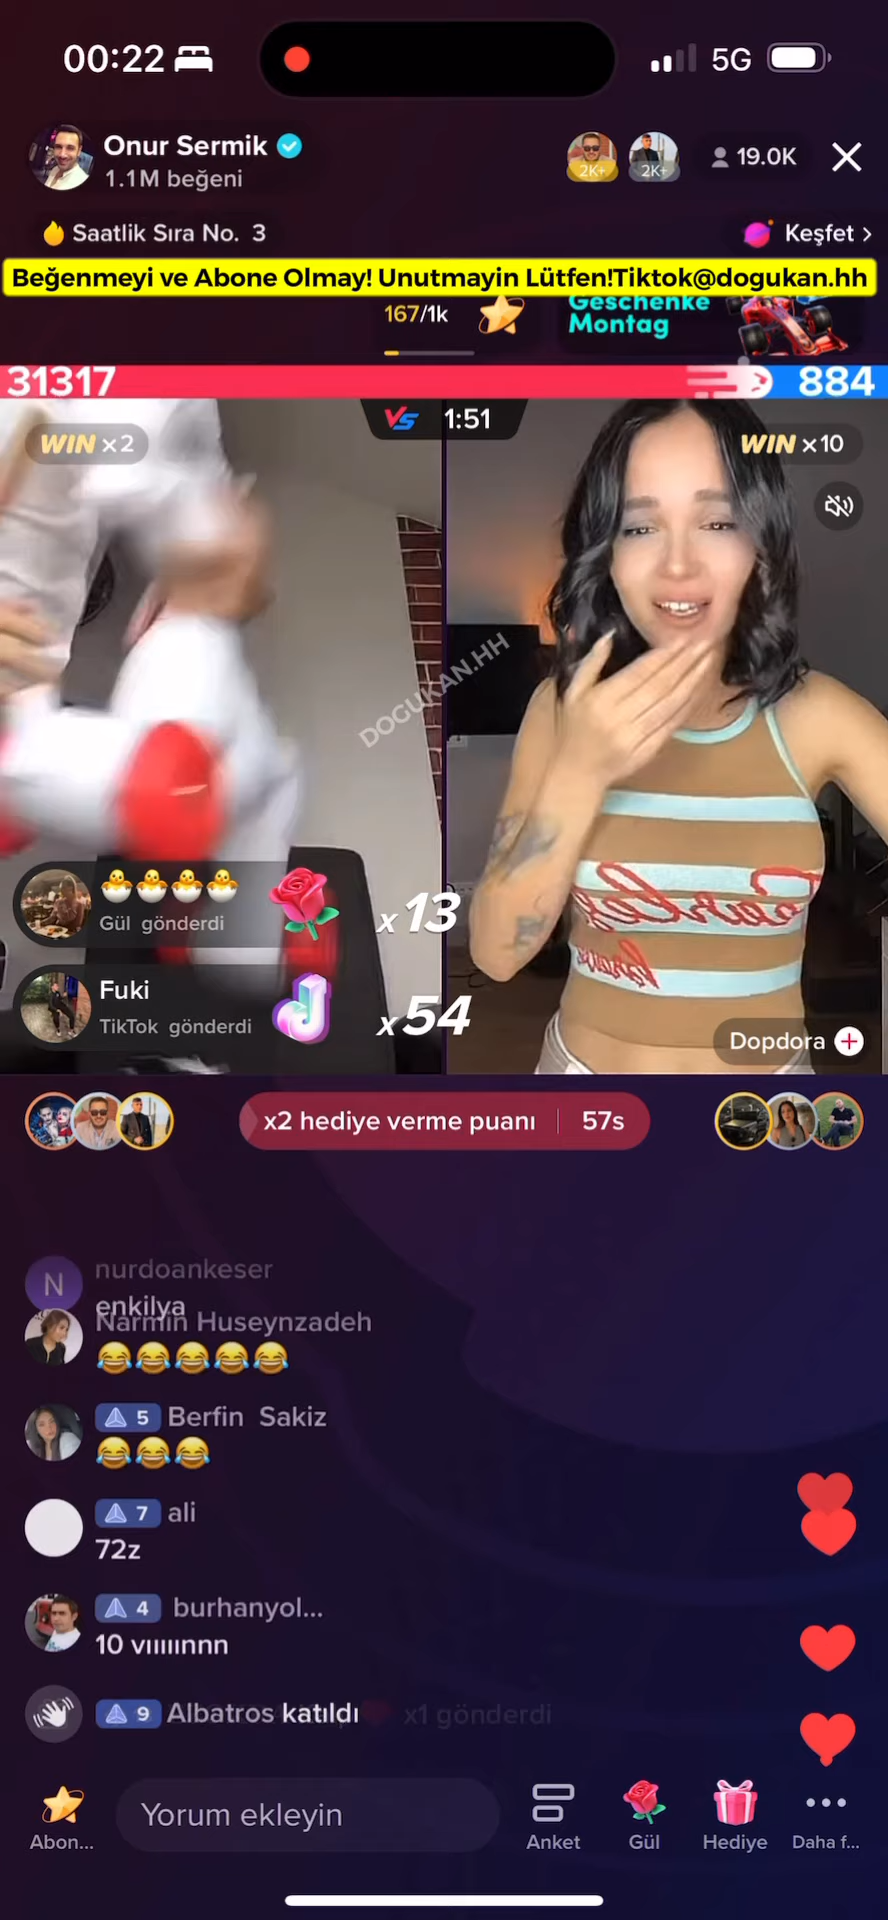 00:22
5G
Onur Sermik
1.1M beğeni
2K+
2K+
19.0K
Saatlik Sıra No. 3
Keşfet >
Beğenmeyi ve Abone Olmay! Unutmayin Lütfen!Tiktok@dogukan.hh
167/1k
Geschenke
Montag
31317
884
VS 1:51
WIN x2
WIN x10
DOGUKAN.HH
Gül gönderdi
x13
Fuki
TikTok gönderdi
x54
Dopdora
x2 hediye verme puanı
57s
N
nurdoankeser
enkilya
Narmin Huseynzadeh
5 Berfin Sakiz
7 ali
72z
4 burhanyol...
10 vıııııınnn
9 Albatros katıldı
x1 gönderdi
Abon...
Yorum ekleyin
Anket
Gül
Hediye
Daha f...